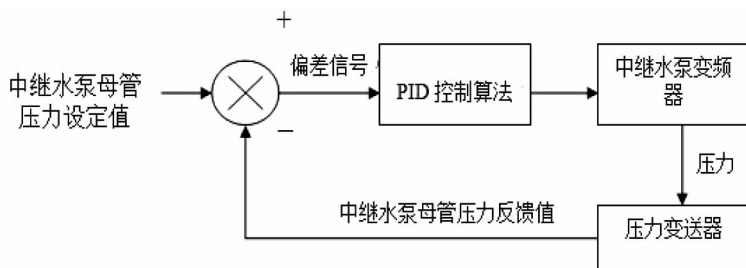 +
中继水泵母管
压力设定值
偏差信号
−
PID 控制算法
中继水泵变频
器
压力
中继水泵母管压力反馈值
压力变送器